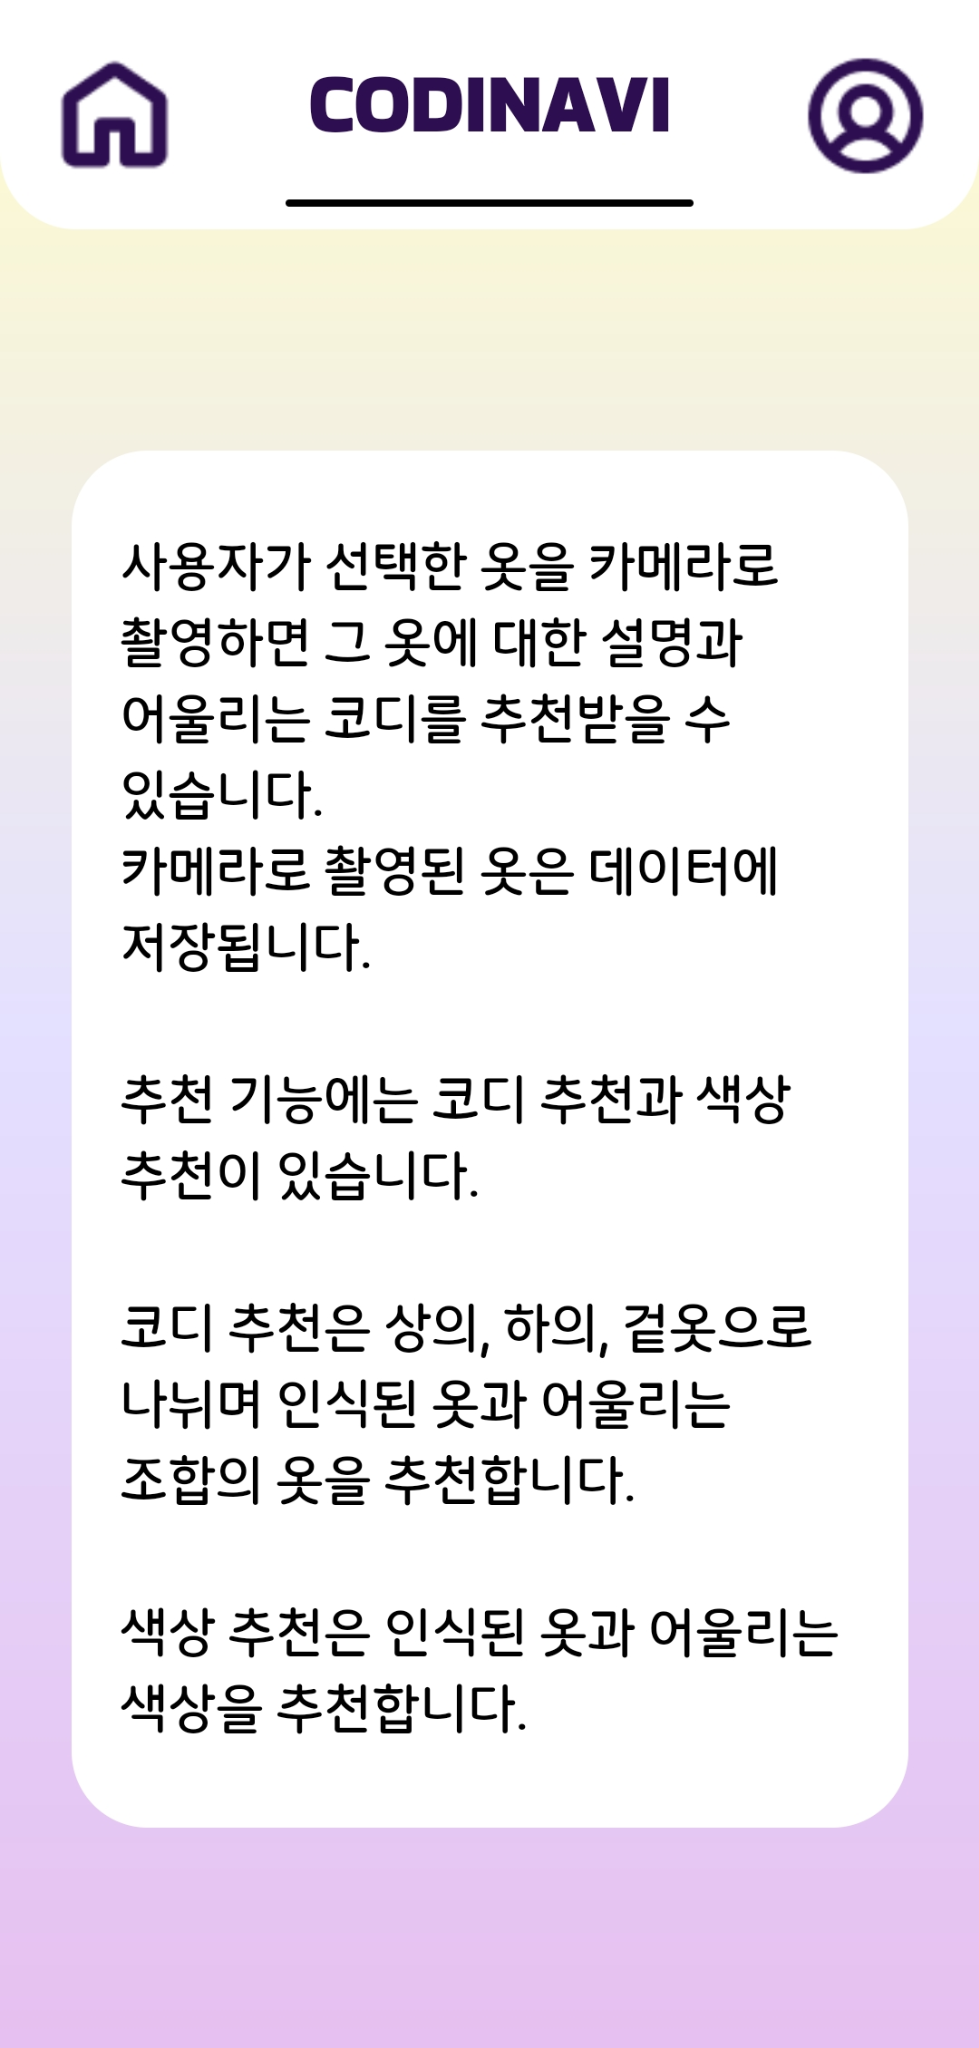 CODINAVI
사용자가 선택한 옷을 카메라로
촬영하면 그 옷에 대한 설명과
어울리는 코디를 추천받을 수
있습니다.
카메라로 촬영된 옷은 데이터에
저장됩니다.
추천 기능에는 코디 추천과 색상
추천이 있습니다.
코디 추천은 상의, 하의, 겉옷으로
나뉘며 인식된 옷과 어울리는
조합의 옷을 추천합니다.
색상 추천은 인식된 옷과 어울리는
색상을 추천합니다.